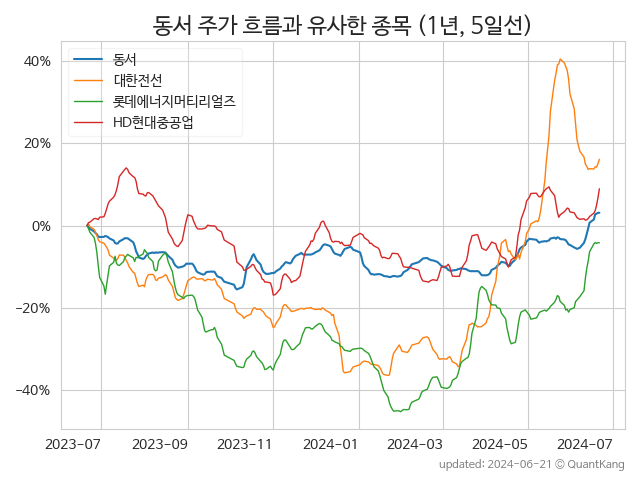 동서 주가 흐름과 유사한 종목 (1년, 5일선)
동서
대한전선
롯데에너지머티리얼즈
HD현대중공업
40%
20%
0%
−20%
−40%
2023-07 2023-09 2023-11 2024-01 2024-03 2024-05 2024-07
updated: 2024-06-21 © QuantKang